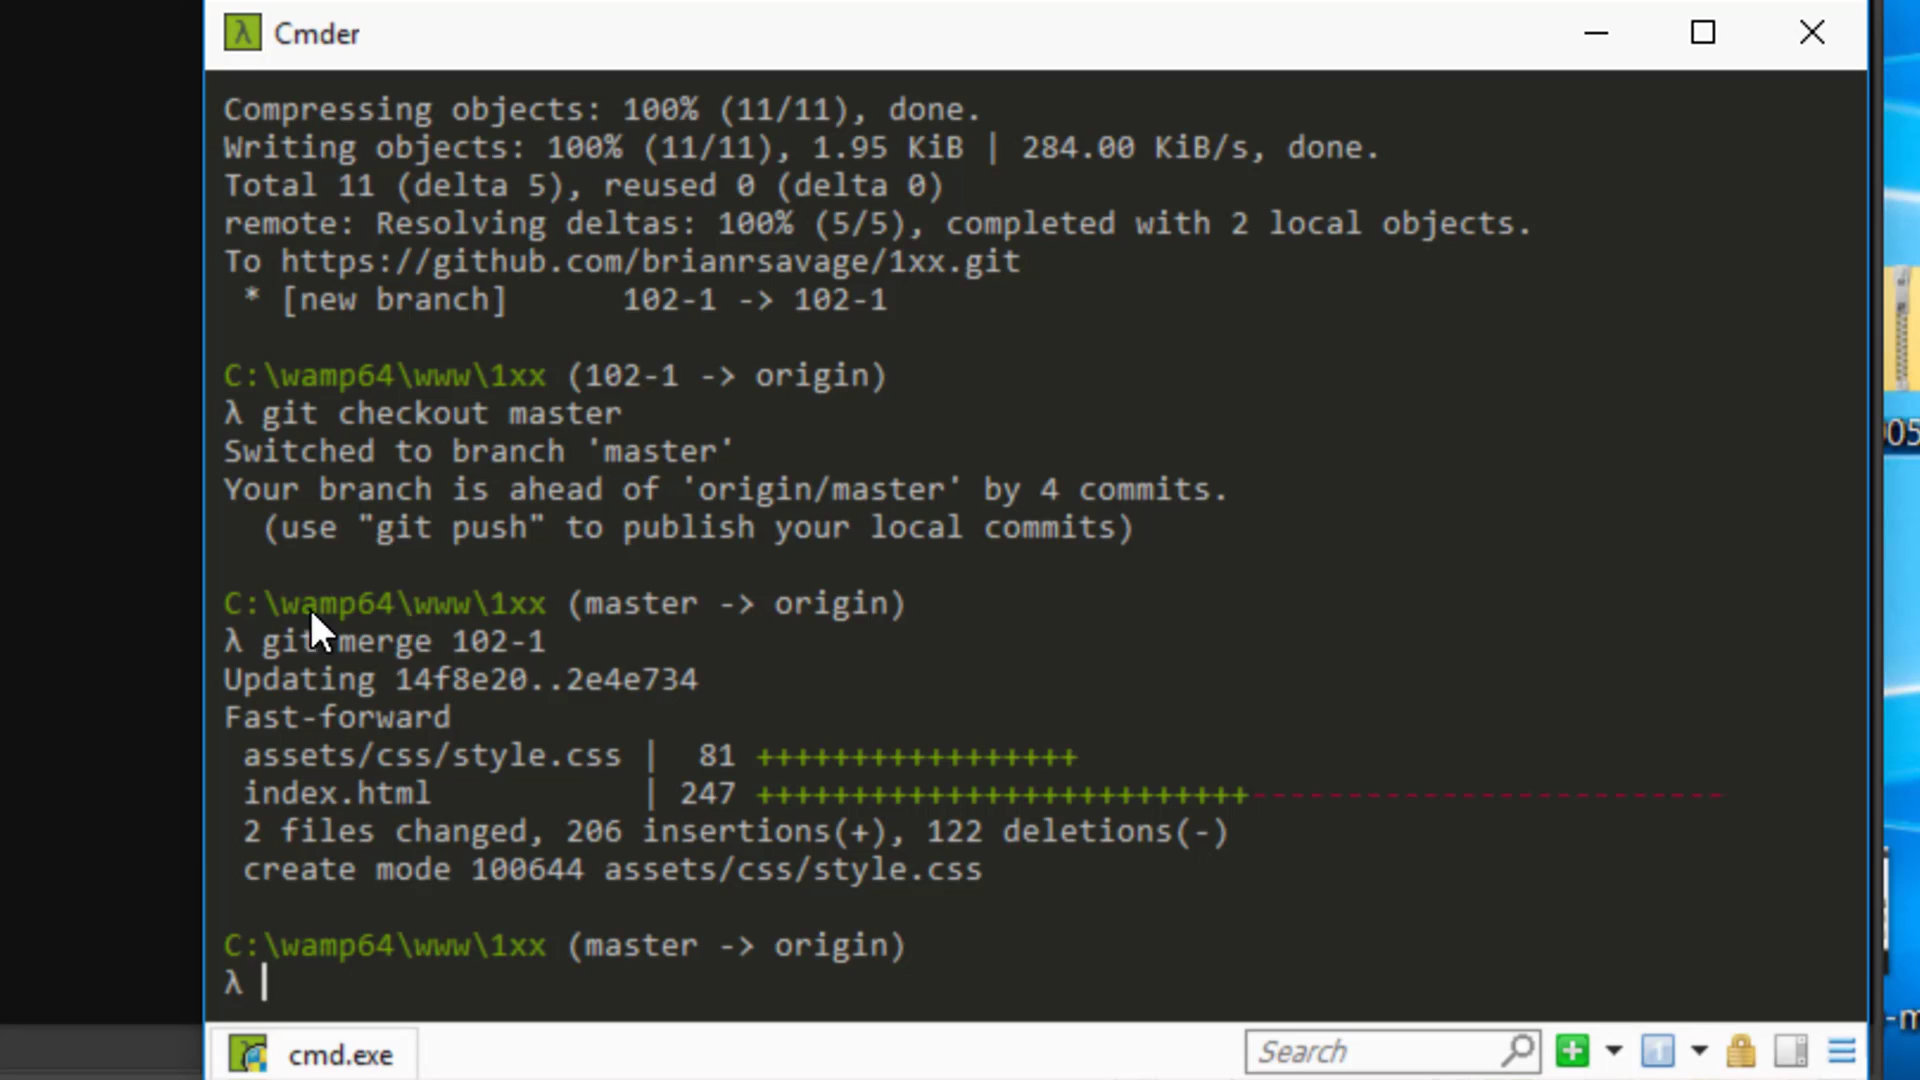 Cmder
Compressing objects: 100% (11/11), done.
Writing objects: 100% (11/11), 1.95 KiB | 284.00 KiB/s, done.
Total 11 (delta 5), reused 0 (delta 0)
remote: Resolving deltas: 100% (5/5), completed with 2 local objects.
To https://github.com/brianrsavage/1xx.git
 * [new branch]      102-1 -> 102-1
C:\wamp64\www\1xx (102-1 -> origin)
λ git checkout master
Switched to branch 'master'
Your branch is ahead of 'origin/master' by 4 commits.
  (use "git push" to publish your local commits)
C:\wamp64\www\1xx (master -> origin)
λ git merge 102-1
Updating 14f8e20..2e4e734
Fast-forward
 assets/css/style.css |  81 +++++++++++++++++
 index.html           | 247 ++++++++++++++++++++++++++-------------------------
 2 files changed, 206 insertions(+), 122 deletions(-)
 create mode 100644 assets/css/style.css
C:\wamp64\www\1xx (master -> origin)
λ
cmd.exe
Search
1